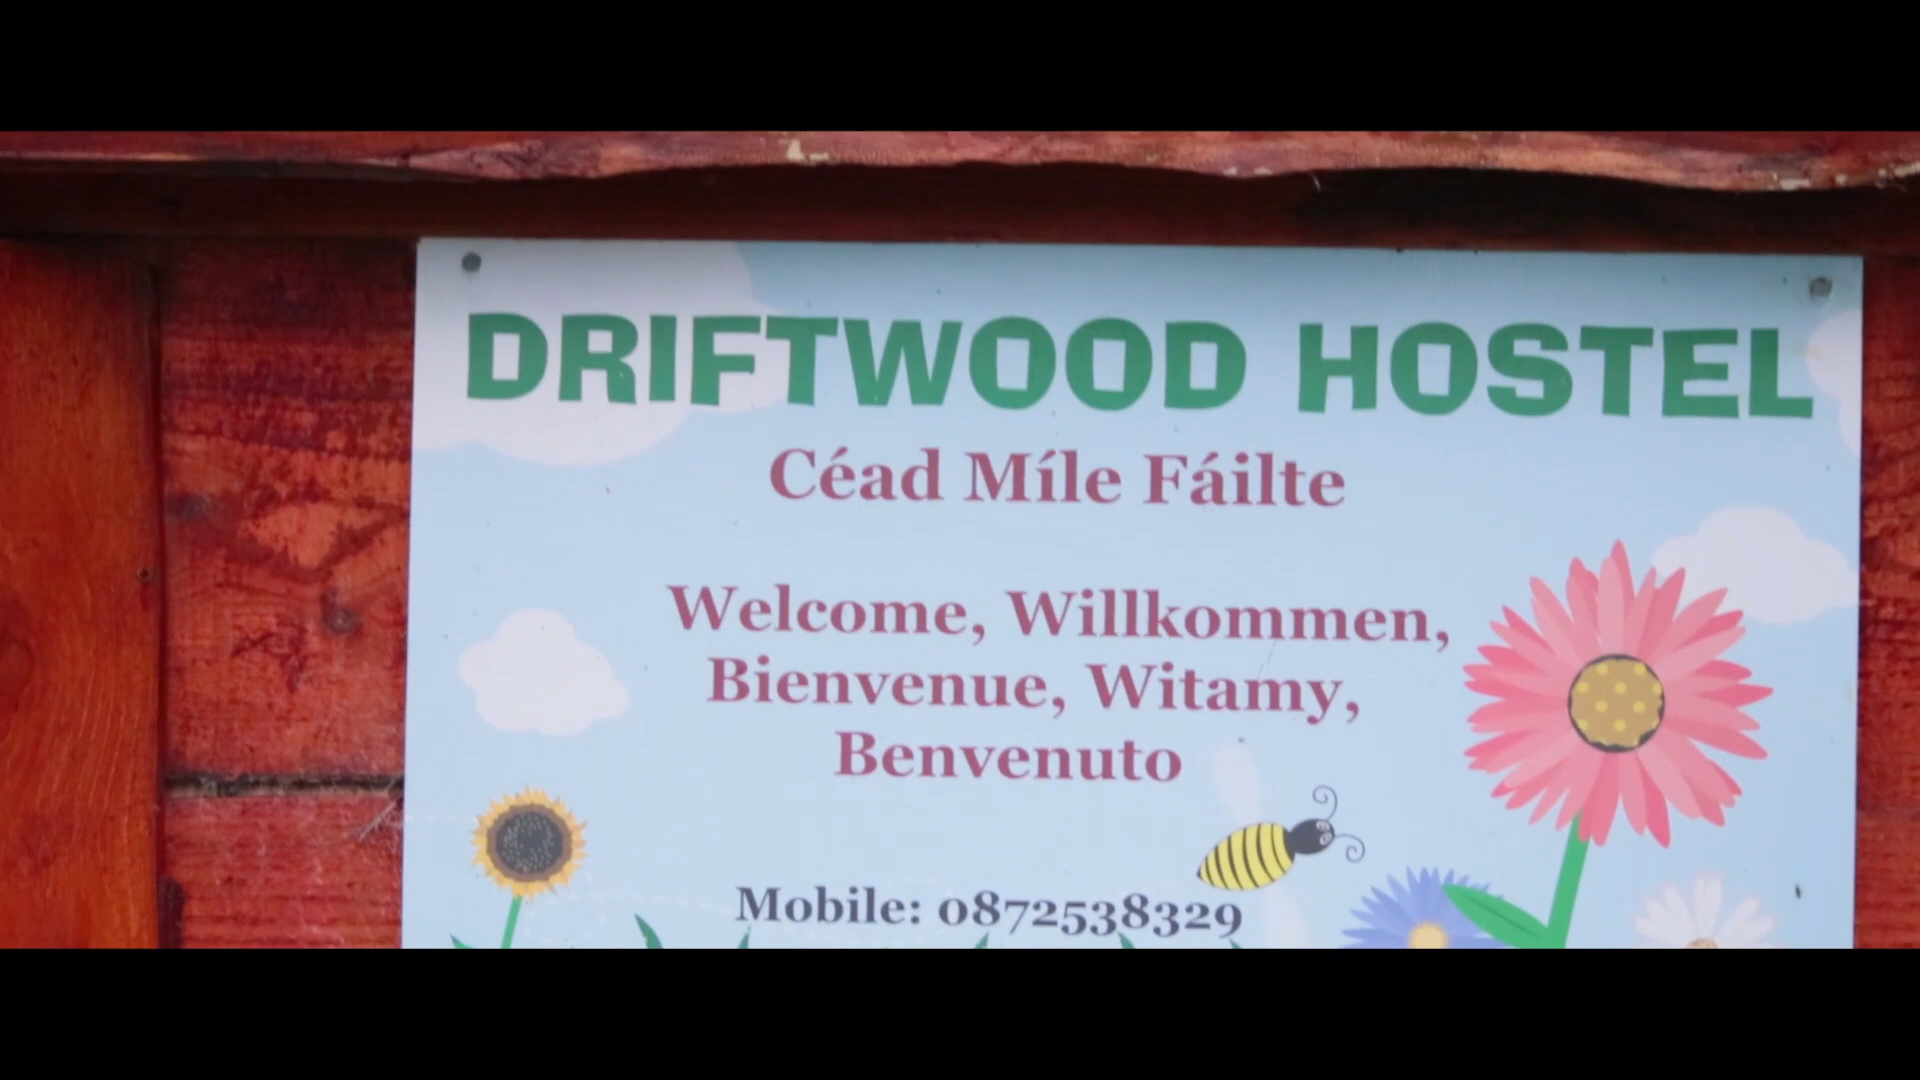 DRIFTWOOD HOSTEL
Céad Míle Fáilte
Welcome, Willkommen,
Bienvenue, Witamy,
Benvenuto
Mobile: 0872538329